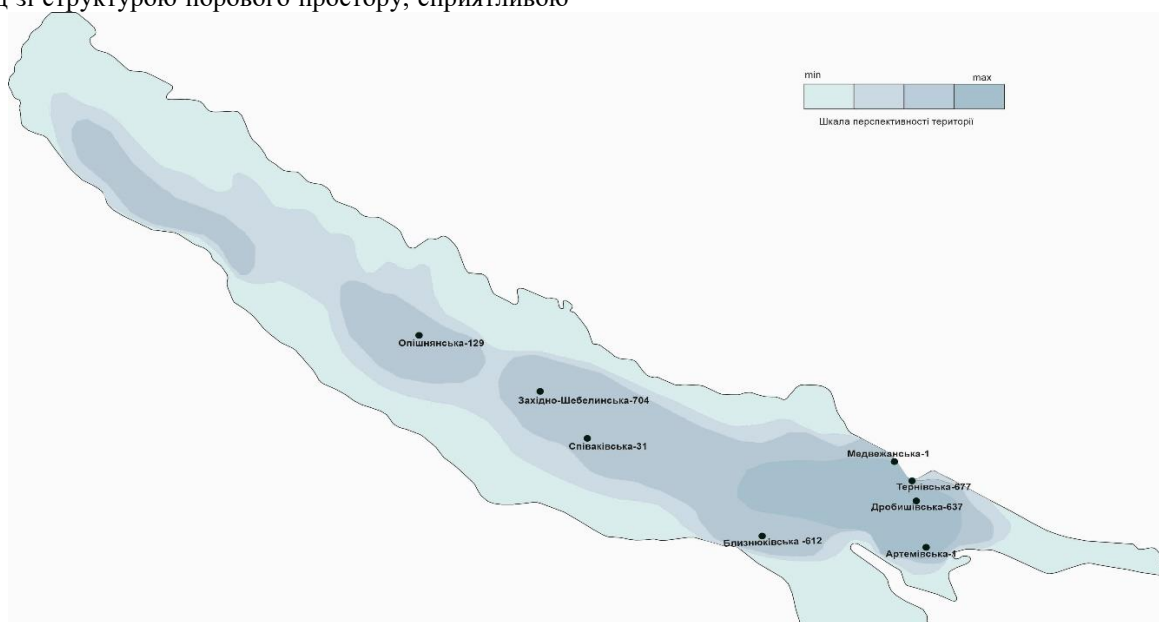 зі структурою порового простору, сприятливою
min max
Шкала перспективності території
Опішнянська-129
Західно-Шебелинська-704
Співаківська-31
Медвежанська-1
Тернівська-677
Дробишівська-637
Близнюківська -612
Артемівська-1